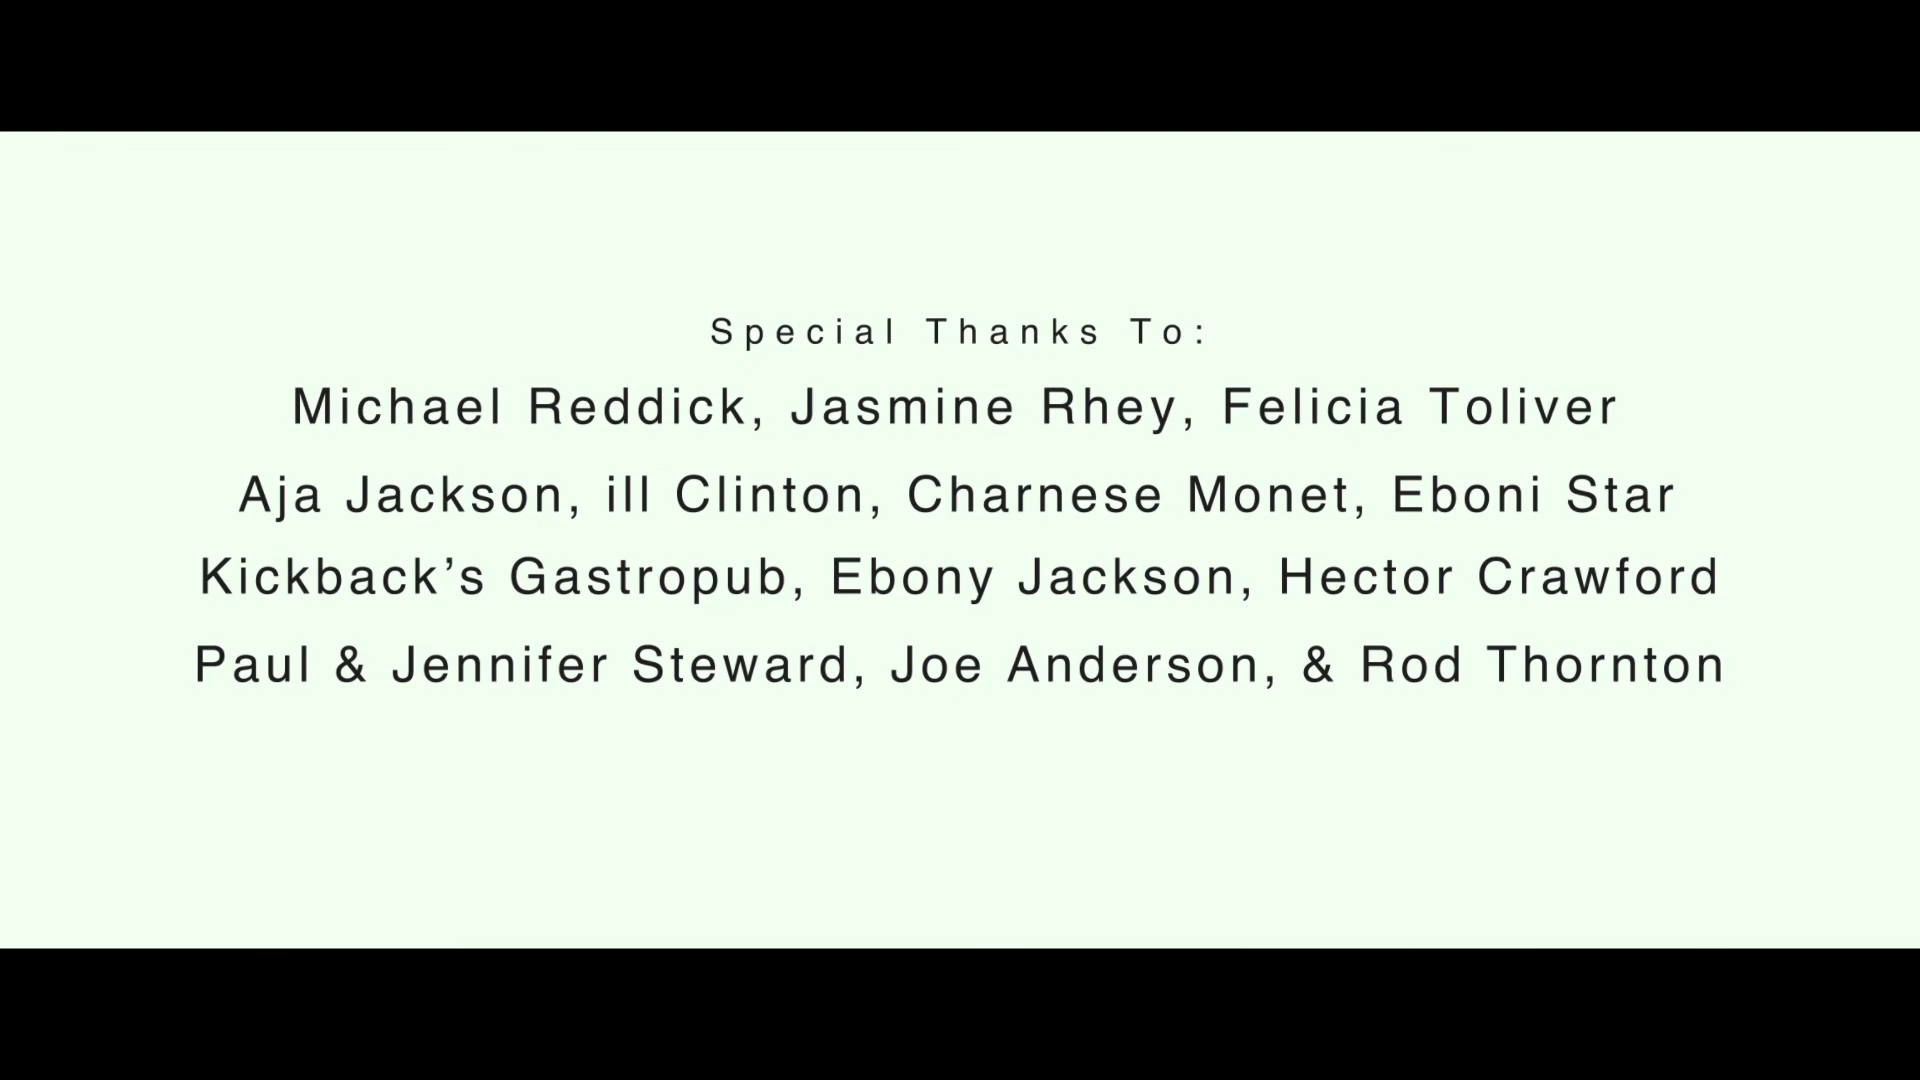 Special Thanks To:
Michael Reddick, Jasmine Rhey, Felicia Toliver
Aja Jackson, ill Clinton, Charnese Monet, Eboni Star
Kickback’s Gastropub, Ebony Jackson, Hector Crawford
Paul & Jennifer Steward, Joe Anderson, & Rod Thornton